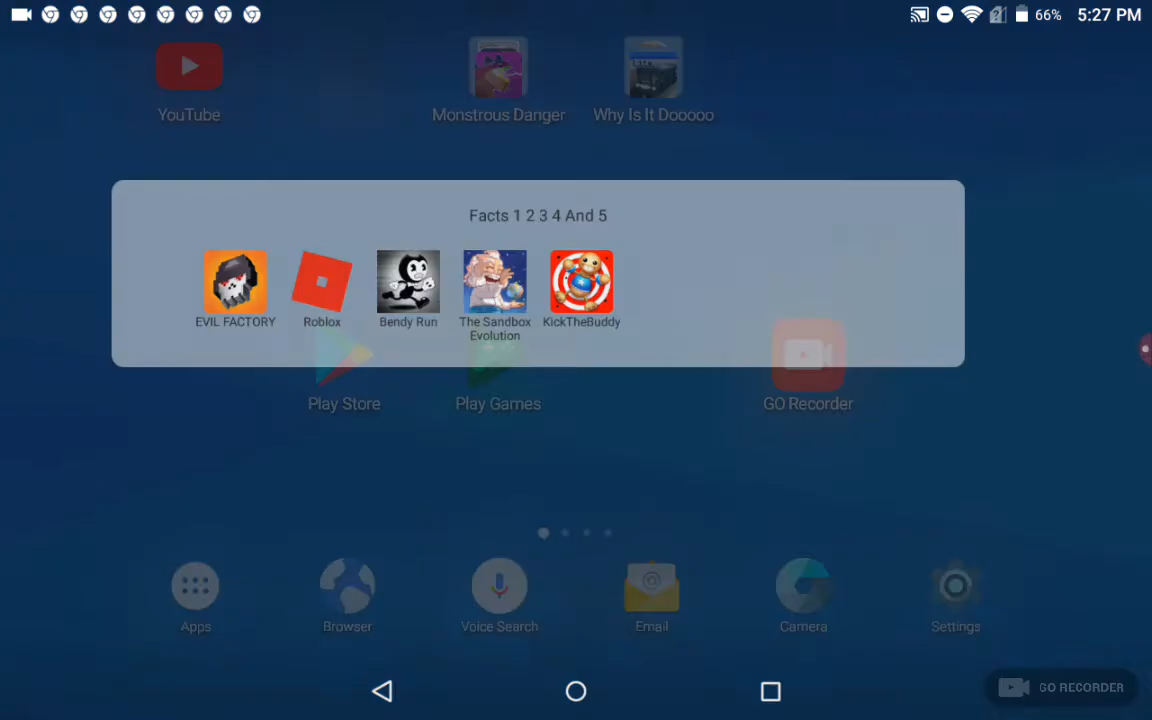 66% 5:27 PM
YouTube
Monstrous Danger
Why Is It Dooooo
Facts 1 2 3 4 And 5
EVIL FACTORY
Roblox
Bendy Run
The Sandbox
Evolution
KickTheBuddy
Play Store
Play Games
GO Recorder
Apps
Browser
Voice Search
Email
Camera
Settings
GO RECORDER